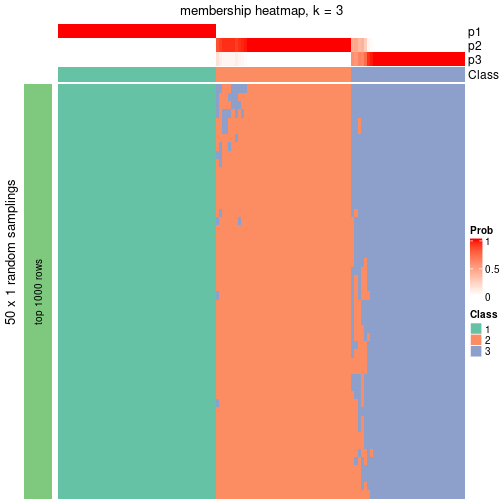 membership heatmap, k = 3
p1
p2
p3
Class
50 x 1 random samplings
top 1000 rows
Prob
1
0.5
0
Class
1
2
3